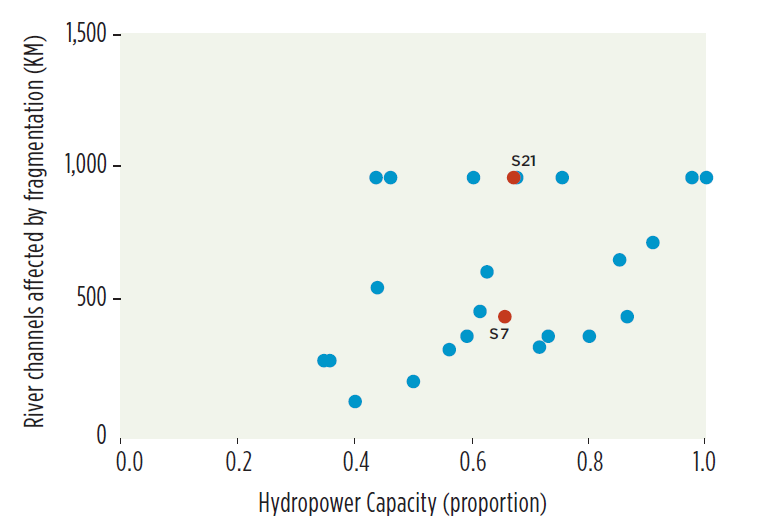 1,500
1,000
500
0
River channels affected by fragmentation (KM)
S21
S7
0.0 0.2 0.4 0.6 0.8 1.0
Hydropower Capacity (proportion)